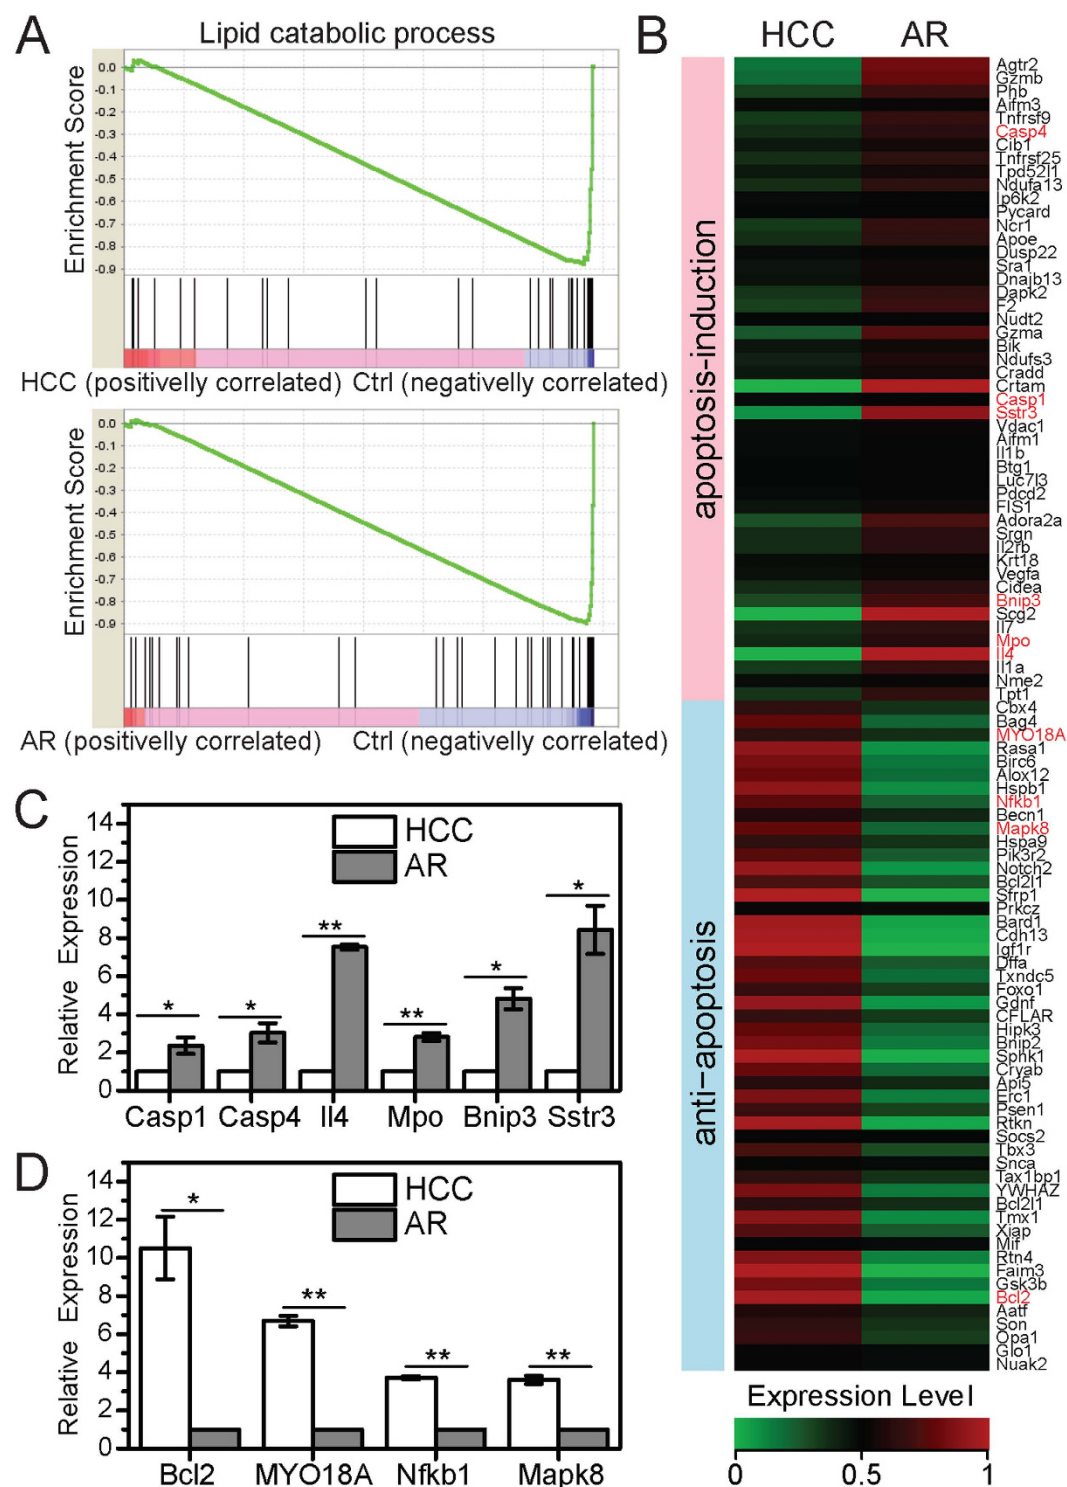 A
Lipid catabolic process
Enrichment Score
0.0
-0.1
-0.2
-0.3
-0.4
-0.5
-0.6
-0.7
-0.8
-0.9
HCC (positivelly correlated) Ctrl (negativelly correlated)
Enrichment Score
0.0
-0.1
-0.2
-0.3
-0.4
-0.5
-0.6
-0.7
-0.8
-0.9
AR (positivelly correlated) Ctrl (negativelly correlated)
B
HCC AR
apoptosis-induction
Agtr2
Gzmb
Phb
Aifm3
Tnfrsf9
Casp4
Cib1
Tnfrsf25
Tpd52l1
Ndufa13
Ip6k2
Pycard
Ncr1
Apoe
Dusp22
Sra1
Dnajb13
Dapk2
F2
Nudt2
Gzma
Bik
Ndufs3
Cradd
Crtam
Casp1
Sstr3
Vdac1
Aifm1
Il1b
Btg1
Luc7l3
Pdcd2
FIS1
Adora2a
Srgn
Il2rb
Krt18
Vegfa
Cidea
Bnip3
Scg2
Il7
Mpo
Il4
Il1a
Nme2
Tpt1
anti-apoptosis
Cbx4
Bag4
MYO18A
Rasa1
Birc6
Alox12
Hspb1
Nfkb1
Becn1
Mapk8
Hspa9
Pik3r2
Notch2
Bcl2l1
Sfrp1
Prkcz
Bard1
Cdh13
Igf1r
Dffa
Txndc5
Foxo1
Gdnf
CFLAR
Hipk3
Bnip2
Sphk1
Cryab
Api5
Erc1
Psen1
Rtkn
Socs2
Tbx3
Snca
Tax1bp1
YWHAZ
Bcl2l1
Tmx1
Xiap
Mif
Rtn4
Faim3
Gsk3b
Bcl2
Aatf
Son
Opa1
Glo1
Nuak2
Expression Level
0 0.5 1
C
Relative Expression
14
12
10
8
6
4
2
0
HCC
AR
* * ** ** * *
Casp1 Casp4 Il4 Mpo Bnip3 Sstr3
D
Relative Expression
14
12
10
8
6
4
2
0
HCC
AR
* ** ** **
Bcl2 MYO18A Nfkb1 Mapk8